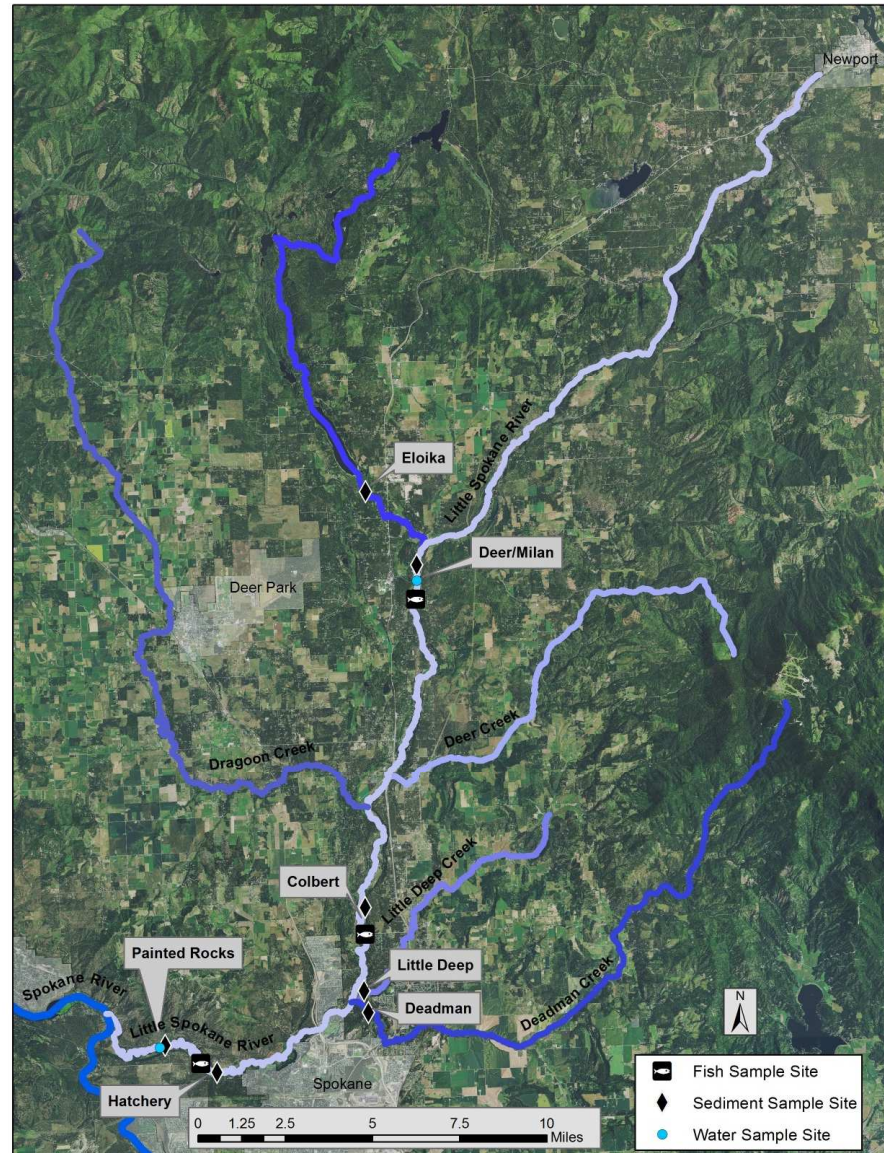 Newport
Little Spokane River
Eloika
Deer/Milan
Deer Park
Deer Creek
Dragoon Creek
Colbert
Little Deep Creek
Painted Rocks
Little Deep
Spokane River
Deadman
Deadman Creek
N
Little Spokane River
Hatchery
Spokane
0 1.25 2.5 5 7.5 10
Miles
Fish Sample Site
Sediment Sample Site
Water Sample Site